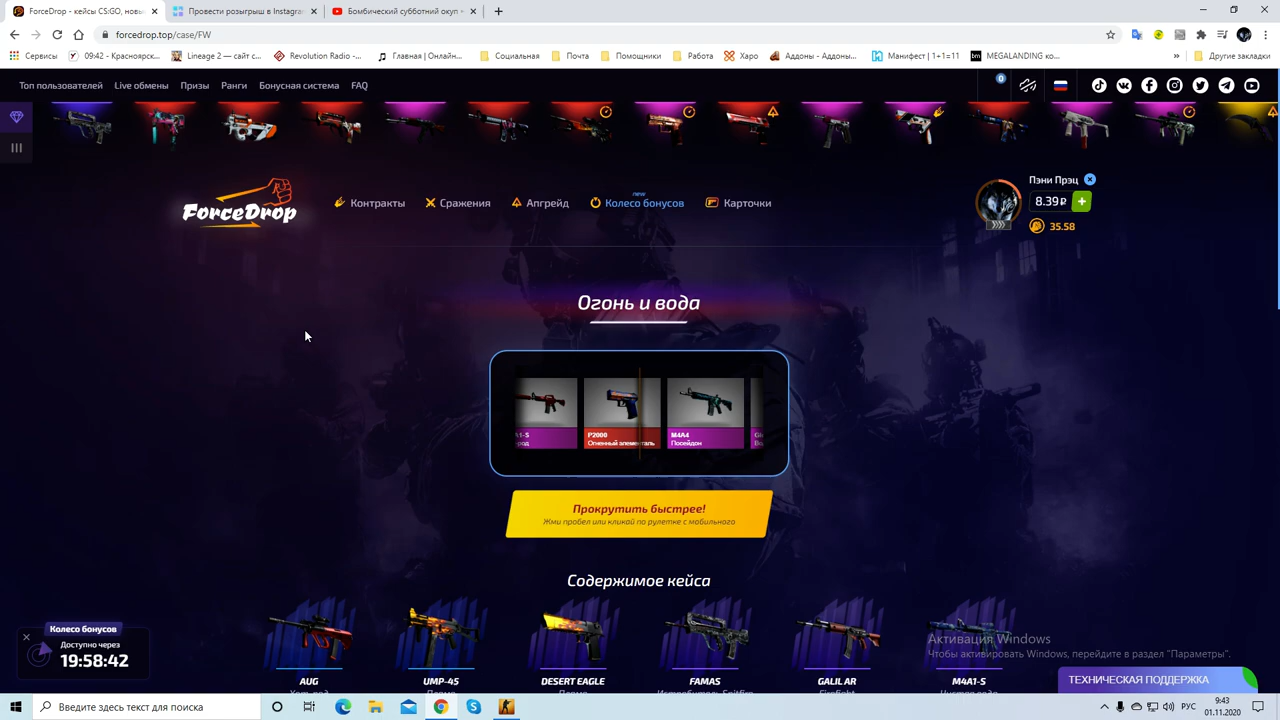 ForceDrop - кейсы CS:GO, новы
Провести розыгрыш в Instagra
Бомбический субботний окуп
forcedrop.top/case/FW
Сервисы
09:42 - Красноярск...
Lineage 2 — сайт с...
Revolution Radio -...
Главная | Онлайн...
Социальная
Почта
Помощники
Работа
Харо
Аддоны - Аддоны...
Манифест | 1+1=11
MEGALANDING ко...
»
Другие закладки
Топ пользователей
Live обмены
Призы
Ранги
Бонусная система
FAQ
0
ForceDrop
Контракты
Сражения
Апгрейд
new
Колесо бонусов
Карточки
Пэни Прэц
8.39₽
35.58
Огонь и вода
P2000
Огненный элементаль
M4A4
Посейдон
Прокрутить быстрее!
Жми пробел или кликай по рулетке с мобильного
Содержимое кейса
AUG
UMP-45
DESERT EAGLE
FAMAS
GALIL AR
M4A1-S
Колесо бонусов
Доступно через
19:58:42
Активация Windows
Чтобы активировать Windows, перейдите в раздел "Параметры".
ТЕХНИЧЕСКАЯ ПОДДЕРЖКА
Введите здесь текст для поиска
РУС
9:43
01.11.2020